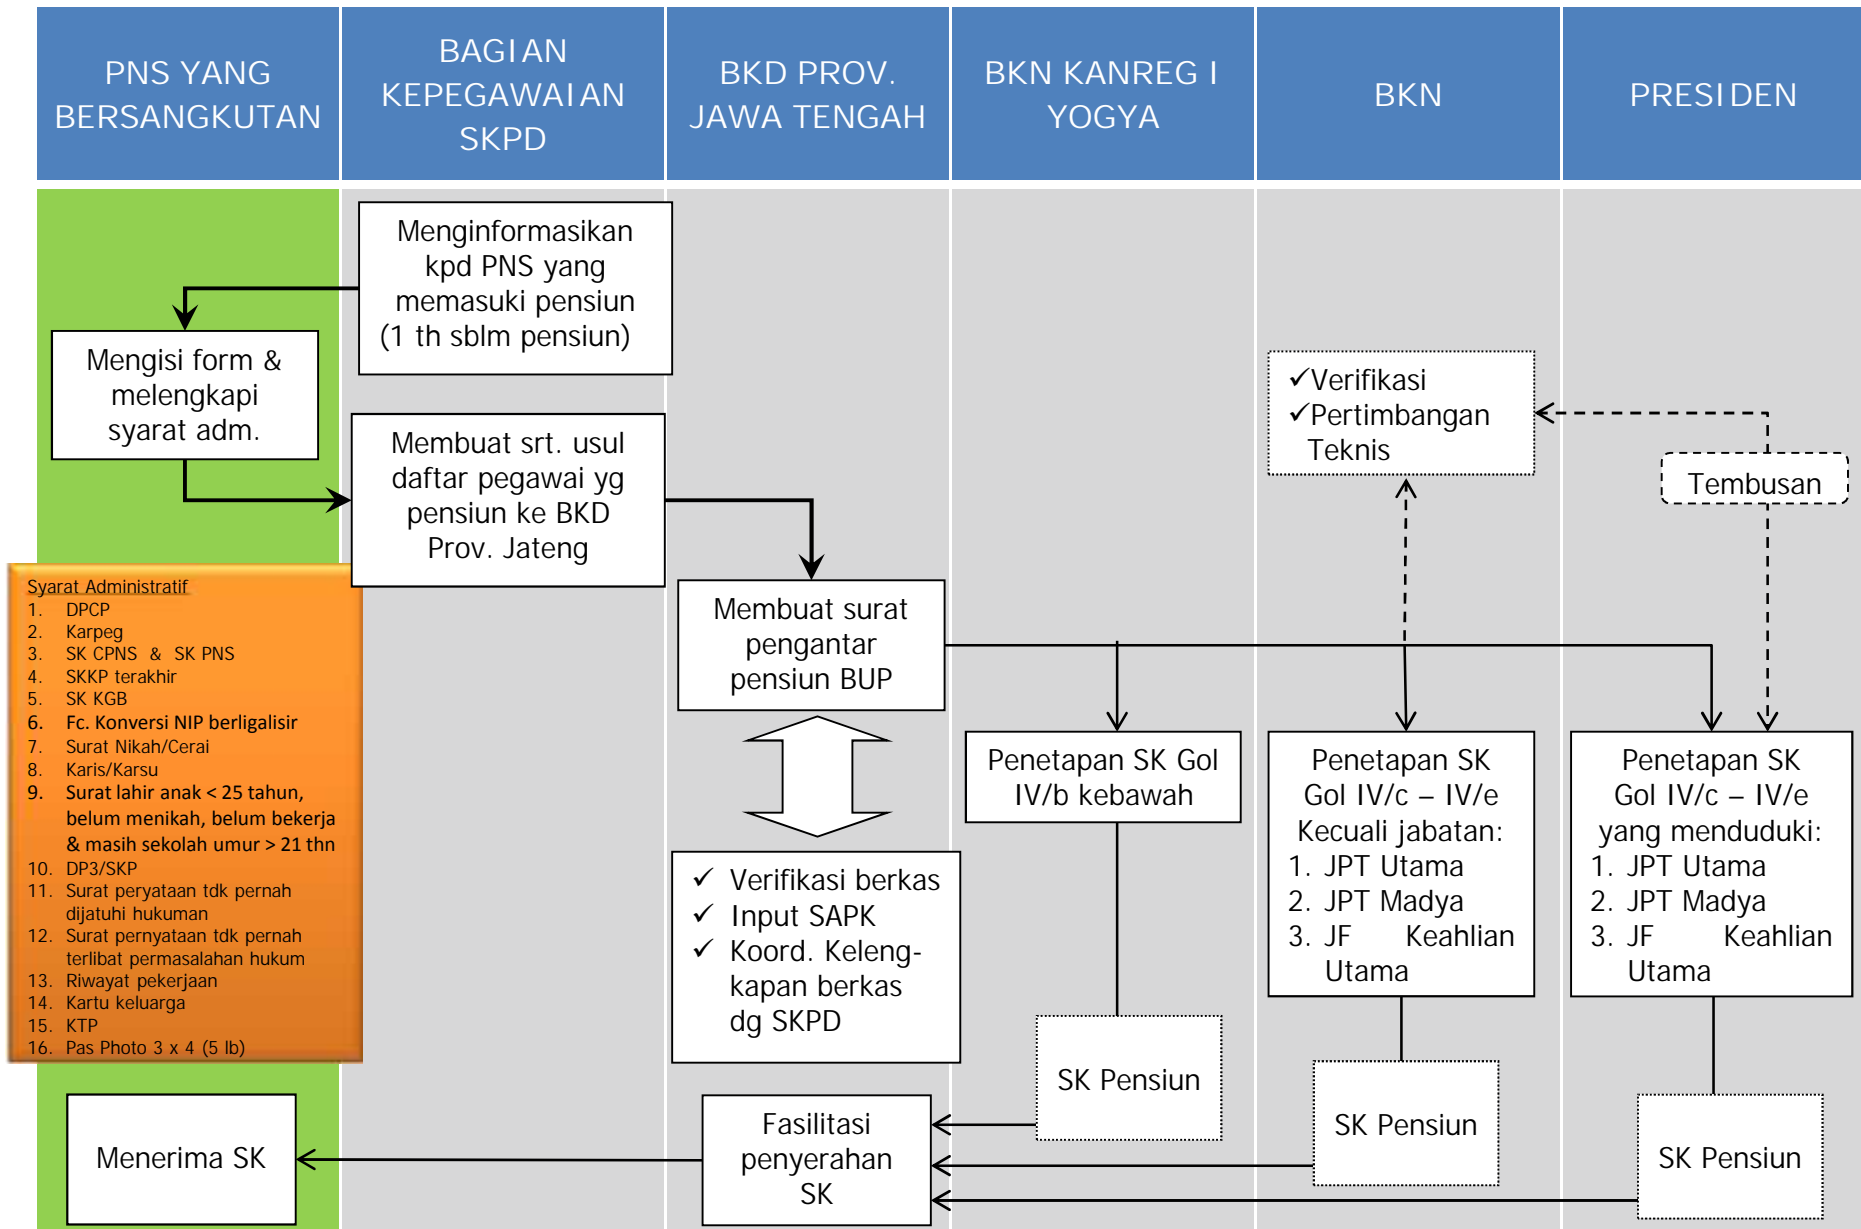 PNS YANG
BERSANGKUTAN
BAGIAN
KEPEGAWAIAN
SKPD
BKD PROV.
JAWA TENGAH
BKN KANREG I
YOGYA
BKN
PRESIDEN
Menginformasikan
kpd PNS yang
memasuki pensiun
(1 th sblm pensiun)
Mengisi form &
melengkapi
syarat adm.
Membuat srt. usul
daftar pegawai yg
pensiun ke BKD
Prov. Jateng
✓Verifikasi
✓Pertimbangan
Teknis
Tembusan
Syarat Administratif
1. DPCP
2. Karpeg
3. SK CPNS & SK PNS
4. SKKP terakhir
5. SK KGB
6. Fc. Konversi NIP berligalisir
7. Surat Nikah/Cerai
8. Karis/Karsu
9. Surat lahir anak < 25 tahun,
belum menikah, belum bekerja
& masih sekolah umur > 21 thn
10. DP3/SKP
11. Surat peryataan tdk pernah
dijatuhi hukuman
12. Surat pernyataan tdk pernah
terlibat permasalahan hukum
13. Riwayat pekerjaan
14. Kartu keluarga
15. KTP
16. Pas Photo 3 x 4 (5 lb)
Membuat surat
pengantar
pensiun BUP
✓ Verifikasi berkas
✓ Input SAPK
✓ Koord. Keleng-
kapan berkas
dg SKPD
Penetapan SK Gol
IV/b kebawah
Penetapan SK
Gol IV/c – IV/e
Kecuali jabatan:
1. JPT Utama
2. JPT Madya
3. JF Keahlian
Utama
Penetapan SK
Gol IV/c – IV/e
yang menduduki:
1. JPT Utama
2. JPT Madya
3. JF Keahlian
Utama
SK Pensiun
SK Pensiun
SK Pensiun
Fasilitasi
penyerahan
SK
Menerima SK